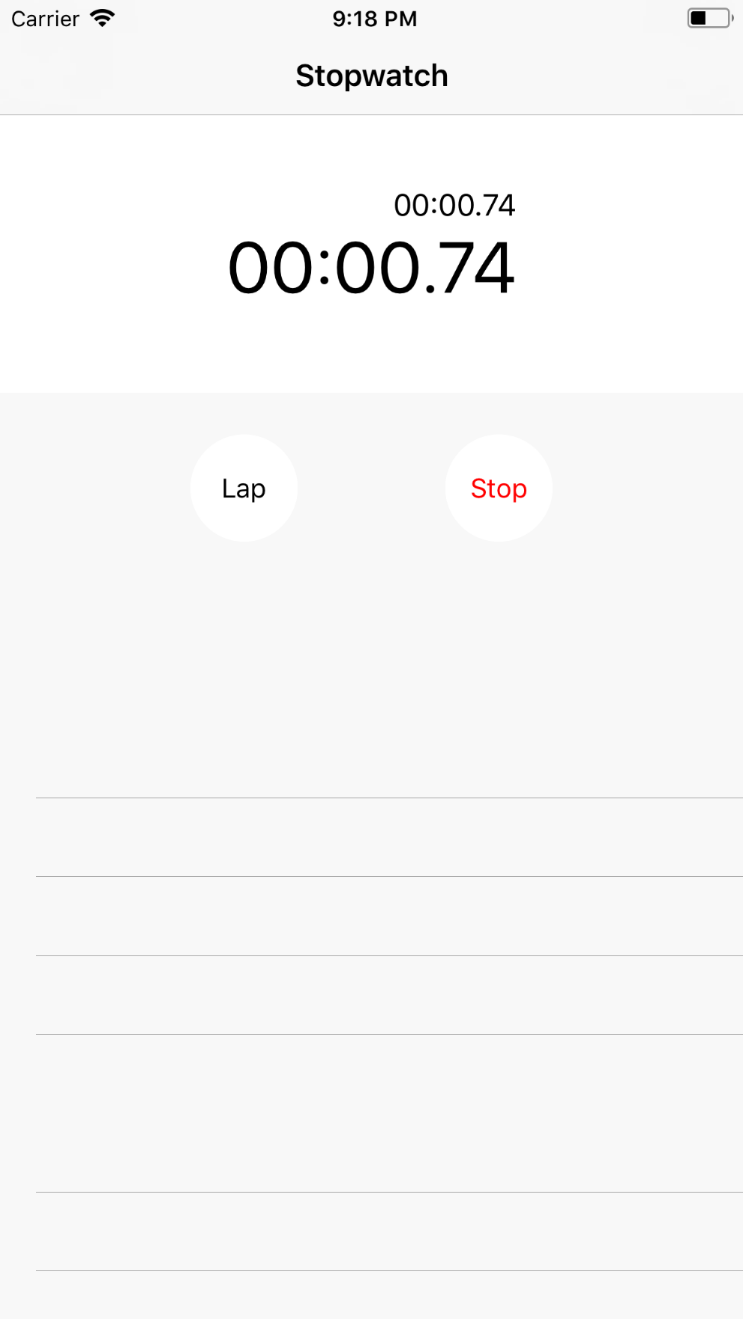 Carrier 9:18 PM
Stopwatch
00:00.74
00:00.74
Lap Stop